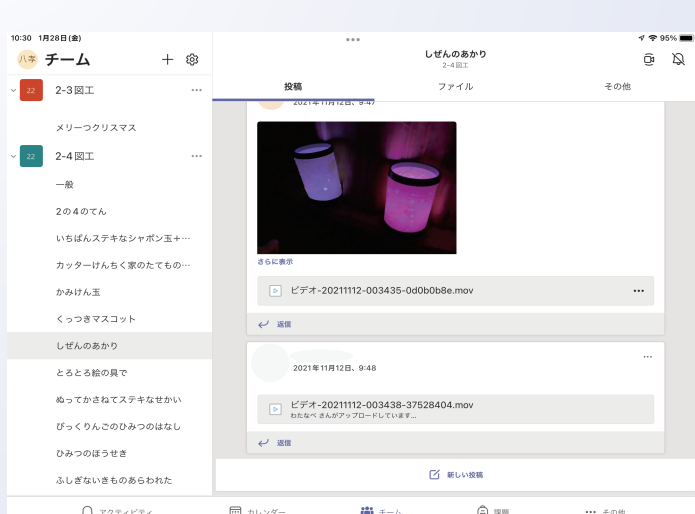 10:30 1月28日(金)
95%
八孝 チーム
22 2-3図工
メリーつクリスマス
22 2-4図工
一般
2の4のてん
いちばんステキなシャボン玉+…
カッターけんちく家のたてもの…
かみけん玉
くっつきマスコット
しぜんのあかり
とろとろ絵の具で
ぬってかさねてステキなせかい
びっくりんごのひみつのはなし
ひみつのほうせき
ふしぎないきものあらわれた
しぜんのあかり
2-4図工
投稿 ファイル その他
2021年11月12日、9:47
さらに表示
ビデオ-20211112-003435-0d0b0b8e.mov
返信
2021年11月12日、9:48
ビデオ-20211112-003438-37528404.mov
わたなべ さんがアップロードしています...
返信
新しい投稿
アクティビティ カレンダー チーム 課題 その他